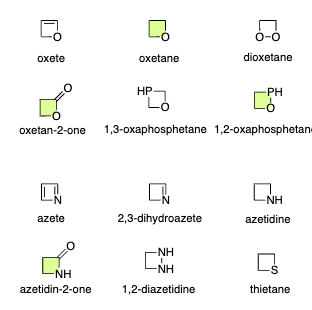 O
O
O-O
oxete
oxetane
dioxetane
O
O
HP
O
PH
O
oxetan-2-one
1,3-oxaphosphetane
1,2-oxaphosphetan
N
N
NH
azete
2,3-dihydroazete
azetidine
O
NH
NH
NH
S
azetidin-2-one
1,2-diazetidine
thietane